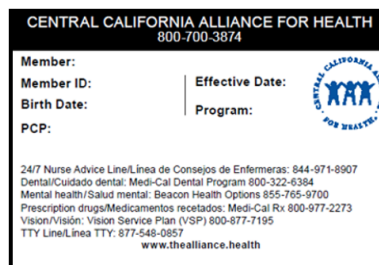 CENTRAL CALIFORNIA ALLIANCE FOR HEALTH
800-700-3874
Member:
Member ID:
Birth Date:
PCP:
Effective Date:
Program:
CENTRAL CALIFORNIA A
FOR HEALTH
24/7 Nurse Advice Line/Línea de Consejos de Enfermeras: 844-971-8907
Dental/Cuidado dental: Medi-Cal Dental Program 800-322-6384
Mental health/Salud mental: Beacon Health Options 855-765-9700
Prescription drugs/Medicamentos recetados: Medi-Cal Rx 800-977-2273
Vision/Visión: Vision Service Plan (VSP) 800-877-7195
TTY Line/Línea TTY: 877-548-0857
www.thealliance.health